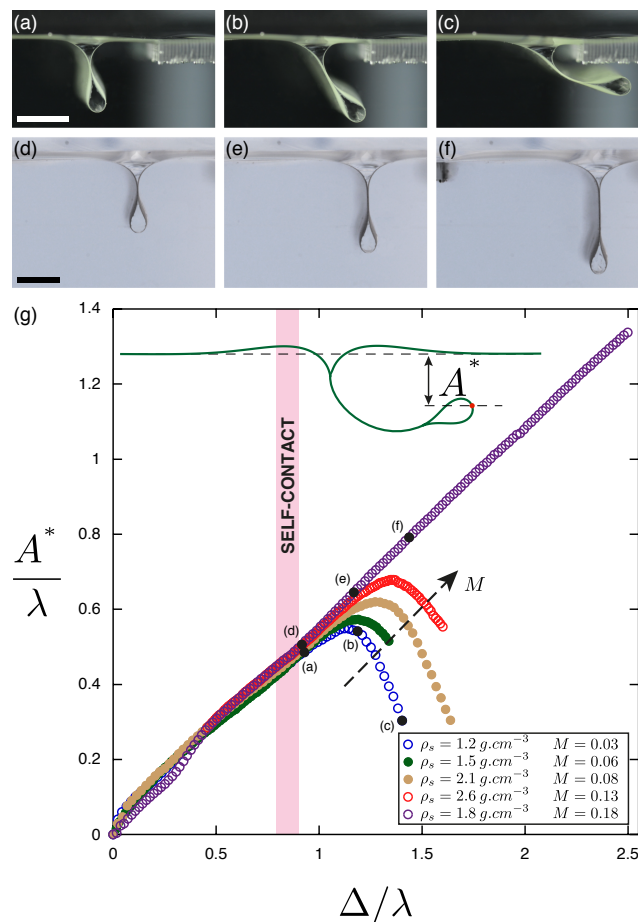 (a)
(b)
(c)
(d)
(e)
(f)
(g)
1.4
1.2
1
0.8
0.6
0.4
0.2
0
A*
λ
A*
SELF-CONTACT
(f)
(e)
(d)
(a)
(b)
(c)
M
ρs = 1.2 g.cm⁻³ M = 0.03
ρs = 1.5 g.cm⁻³ M = 0.06
ρs = 2.1 g.cm⁻³ M = 0.08
ρs = 2.6 g.cm⁻³ M = 0.13
ρs = 1.8 g.cm⁻³ M = 0.18
0 0.5 1 1.5 2 2.5
Δ/λ